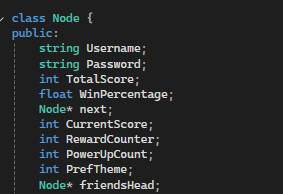 class Node {
public:
string Username;
string Password;
int TotalScore;
float WinPercentage;
Node* next;
int CurrentScore;
int RewardCounter;
int PowerUpCount;
int PrefTheme;
Node* friendsHead;